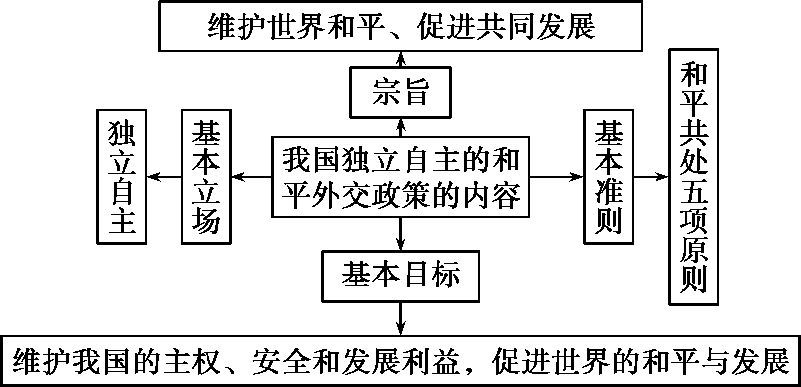 维护世界和平、促进共同发展
宗旨
独立自主
基本立场
我国独立自主的和
平外交政策的内容
基本准则
和平共处五项原则
基本目标
维护我国的主权、安全和发展利益，促进世界的和平与发展